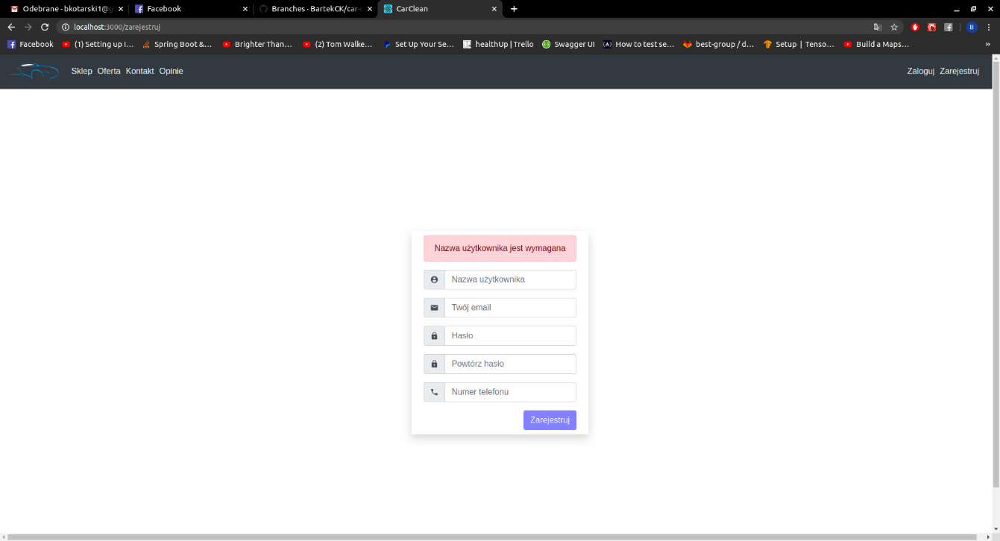 Odebrane - bkotarski1@g
Facebook
Branches · BartekCK/car-c
CarClean
localhost:3000/zarejestruj
B
Facebook
(1) Setting up I...
Spring Boot &...
Brighter Than...
(2) Tom Walke...
Set Up Your Se...
healthUp | Trello
Swagger UI
How to test se...
best-group / d...
Setup | Tenso...
Build a Maps...
»
Sklep Oferta Kontakt Opinie
Zaloguj Zarejestruj
Nazwa użytkownika jest wymagana
Nazwa użytkownika
Twój email
Hasło
Powtórz hasło
Numer telefonu
Zarejestruj